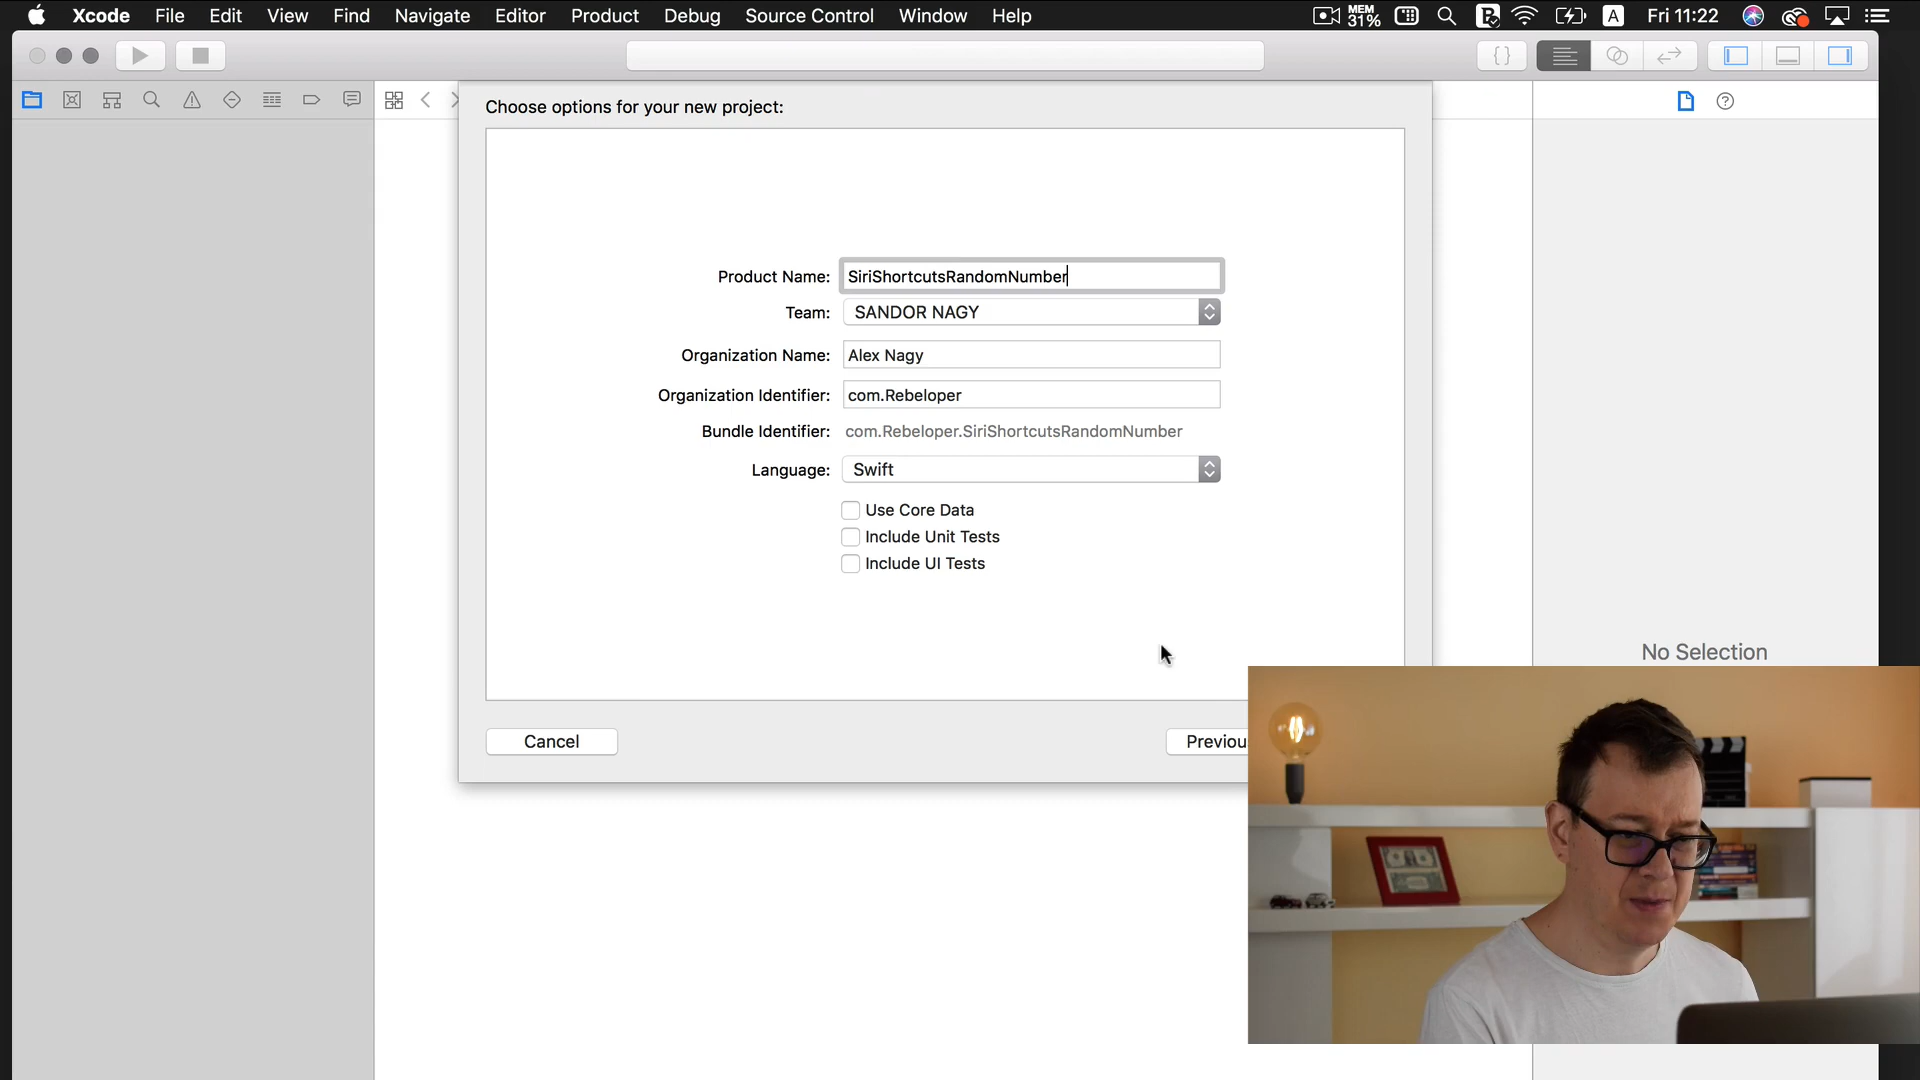 Xcode File Edit View Find Navigate Editor Product Debug Source Control Window Help MEM 31% A Fri 11:22
Choose options for your new project:
Product Name: SiriShortcutsRandomNumber
Team: SANDOR NAGY
Organization Name: Alex Nagy
Organization Identifier: com.Rebeloper
Bundle Identifier: com.Rebeloper.SiriShortcutsRandomNumber
Language: Swift
Use Core Data
Include Unit Tests
Include UI Tests
No Selection
Cancel Previou